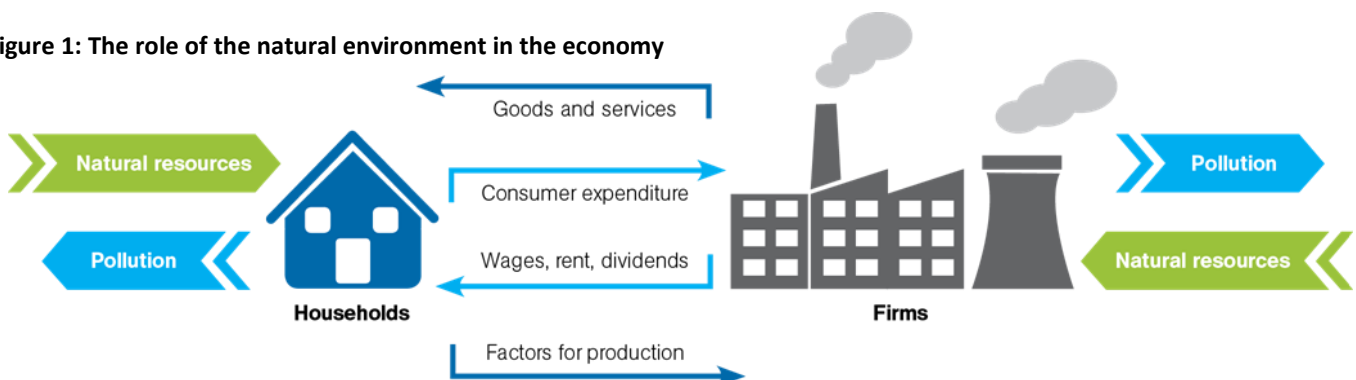 igure 1: The role of the natural environment in the economy
Goods and services
Natural resources
Pollution
Consumer expenditure
Pollution
Wages, rent, dividends
Natural resources
Households
Firms
Factors for production